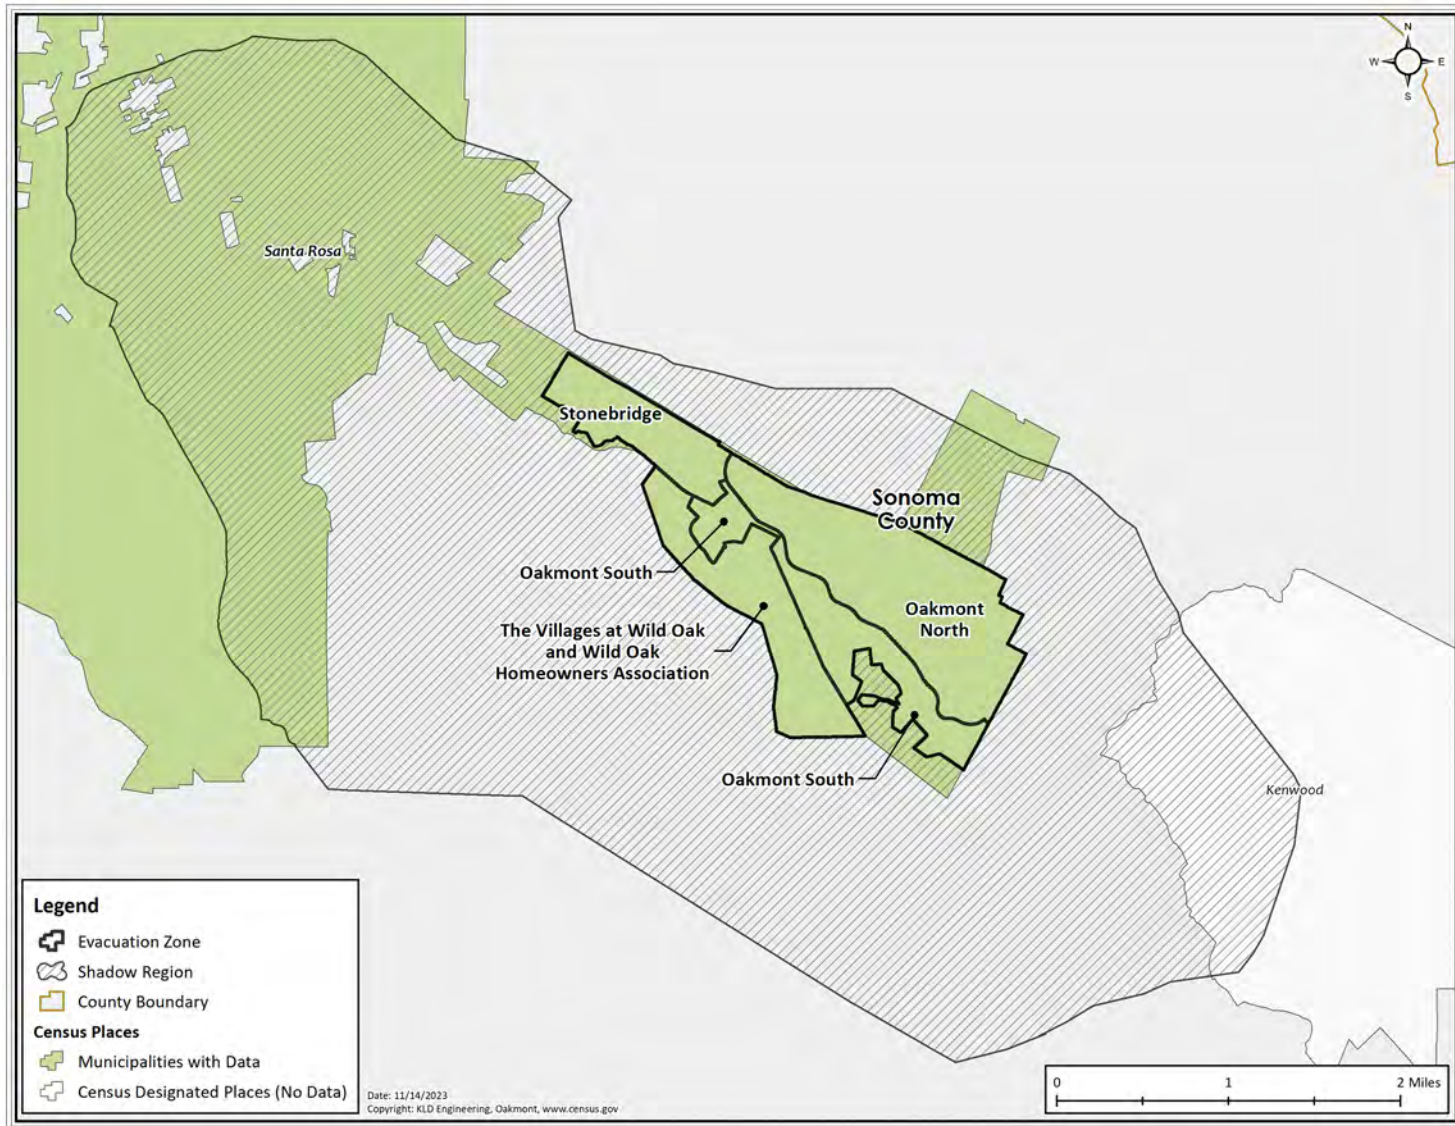 N
W
E
S
Santa Rosa
Stonebridge
Sonoma
County
Oakmont South
Oakmont
North
The Villages at Wild Oak
and Wild Oak
Homeowners Association
Oakmont South
Kenwood
Legend
Evacuation Zone
Shadow Region
County Boundary
Census Places
Municipalities with Data
Census Designated Places (No Data)
Date: 11/14/2023
Copyright: KLD Engineering, Oakmont, www.census.gov
0 1 2 Miles